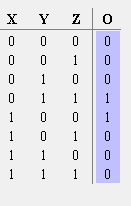 X Y Z O
0 0 0 0
0 0 1 0
0 1 0 0
0 1 1 1
1 0 0 1
1 0 1 0
1 1 0 0
1 1 1 0